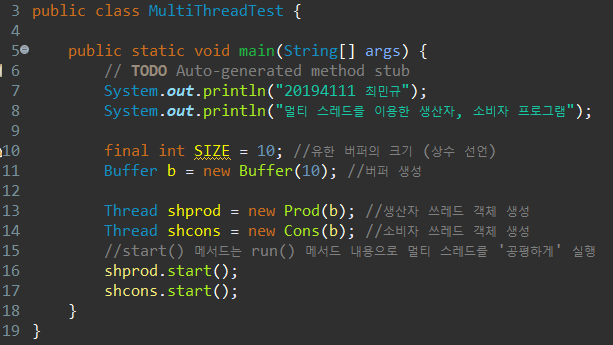 3 public class MultiThreadTest {
4
5 public static void main(String[] args) {
6 // TODO Auto-generated method stub
7 System.out.println("20194111 최민규");
8 System.out.println("멀티 스레드를 이용한 생산자, 소비자 프로그램");
9
10 final int SIZE = 10; //유한 버퍼의 크기 (상수 선언)
11 Buffer b = new Buffer(10); //버퍼 생성
12
13 Thread shprod = new Prod(b); //생산자 쓰레드 객체 생성
14 Thread shcons = new Cons(b); //소비자 쓰레드 객체 생성
15 //start() 메서드는 run() 메서드 내용으로 멀티 스레드를 '공평하게' 실행
16 shprod.start();
17 shcons.start();
18 }
19 }